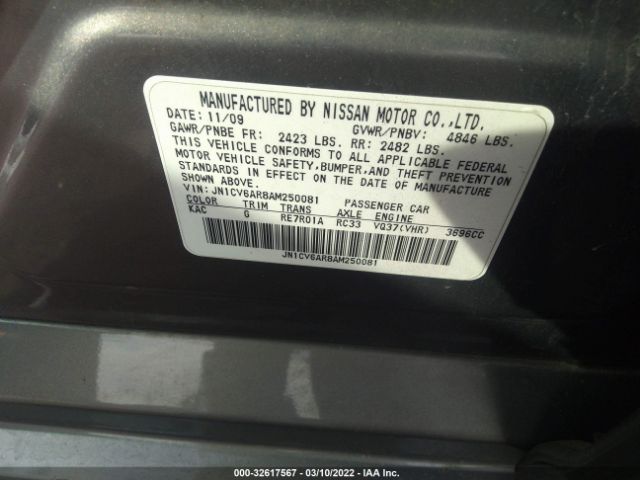 MANUFACTURED BY NISSAN MOTOR CO.,LTD.
DATE: 11/09 GVWR/PNBV: 4846 LBS.
GAWR/PNBE FR: 2423 LBS. RR: 2482 LBS.
THIS VEHICLE CONFORMS TO ALL APPLICABLE FEDERAL
MOTOR VEHICLE SAFETY,BUMPER,AND THEFT PREVENTION
STANDARDS IN EFFECT ON THE DATE OF MANUFACTURE
SHOWN ABOVE.
VIN: JN1CV6AR8AM250081 PASSENGER CAR
COLOR TRIM TRANS AXLE ENGINE
KAC G RE7R01A RC33 VQ37(VHR) 3696CC
JN1CV6AR8AM250081
000-32617567 — 03/10/2022 — IAA Inc.